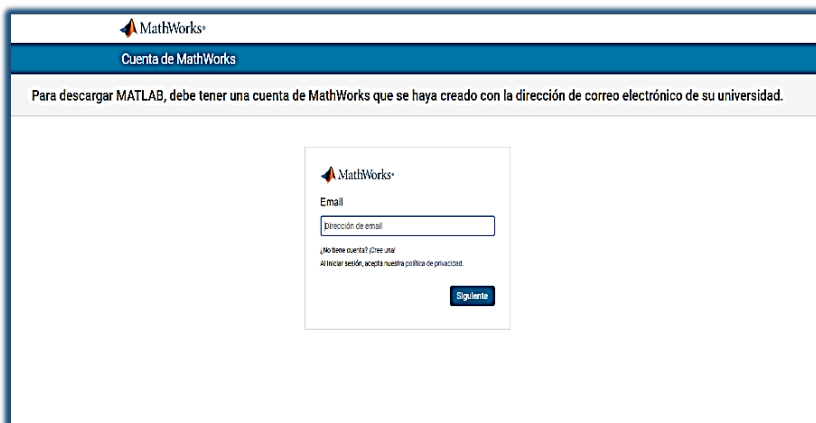 MathWorks®
Cuenta de MathWorks
Para descargar MATLAB, debe tener una cuenta de MathWorks que se haya creado con la dirección de correo electrónico de su universidad.
MathWorks®
Email
Dirección de email
¿No tiene cuenta? ¡Cree una!
Al iniciar sesión, acepta nuestra política de privacidad.
Siguiente